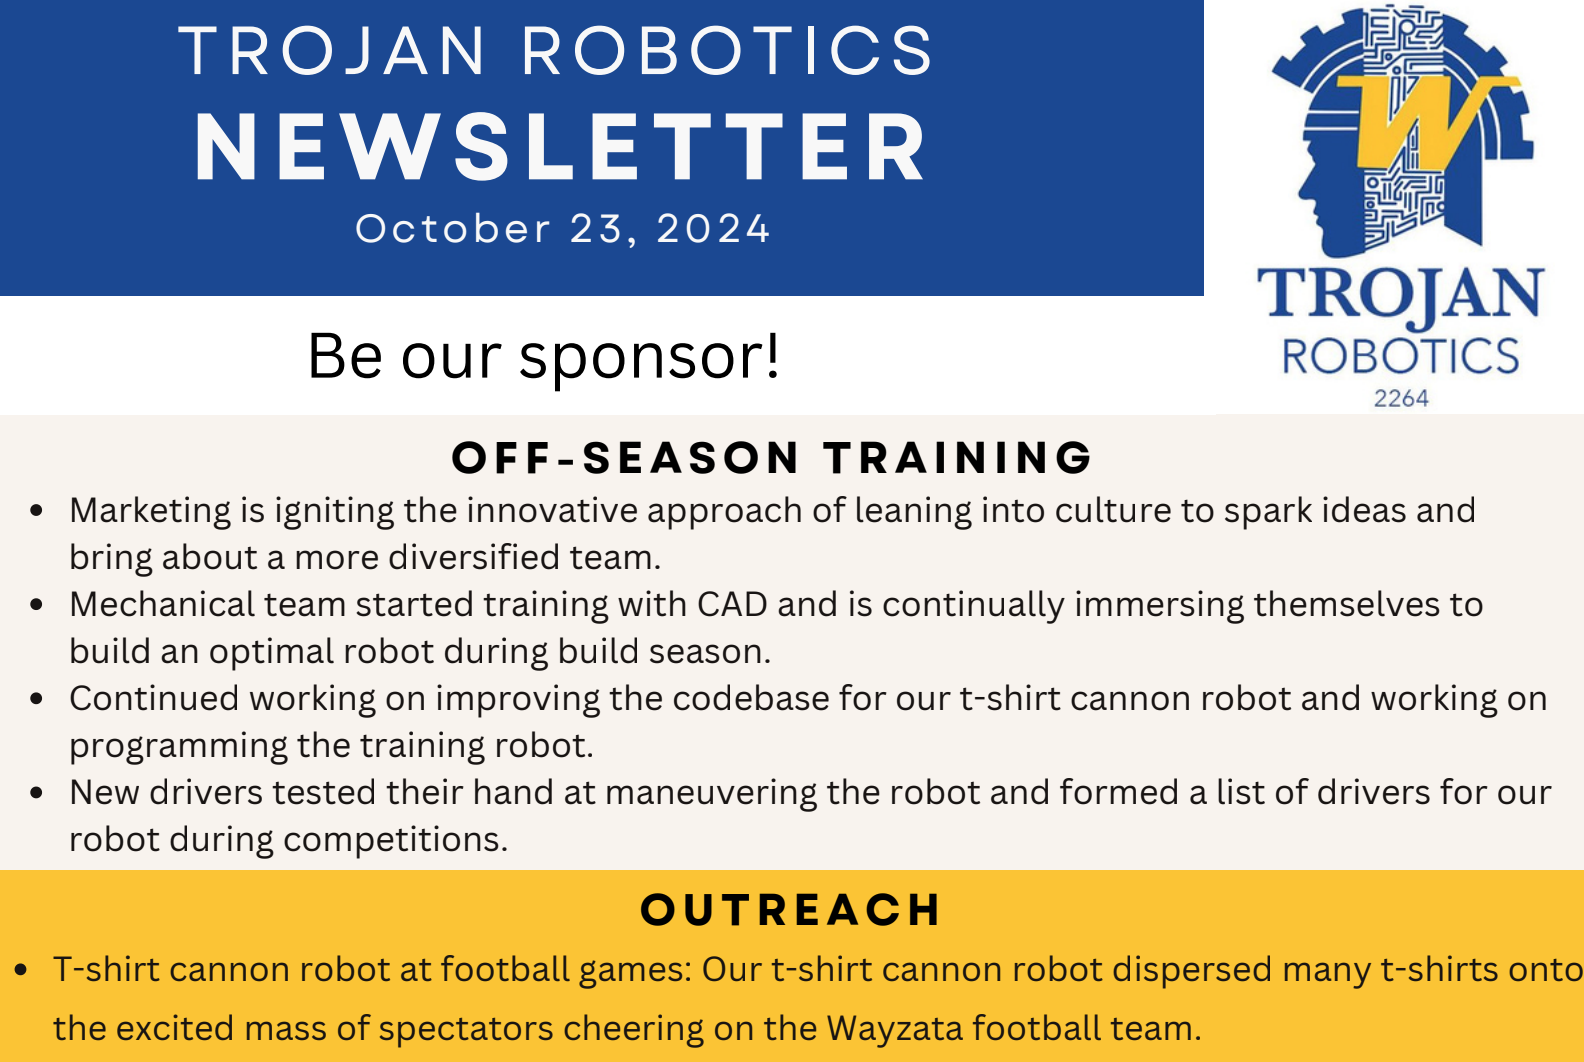 TROJAN ROBOTICS
NEWSLETTER
October 23, 2024
W
TROJAN
ROBOTICS
2264
Be our sponsor!
OFF-SEASON TRAINING
• Marketing is igniting the innovative approach of leaning into culture to spark ideas and
bring about a more diversified team.
• Mechanical team started training with CAD and is continually immersing themselves to
build an optimal robot during build season.
• Continued working on improving the codebase for our t-shirt cannon robot and working on
programming the training robot.
• New drivers tested their hand at maneuvering the robot and formed a list of drivers for our
robot during competitions.
OUTREACH
• T-shirt cannon robot at football games: Our t-shirt cannon robot dispersed many t-shirts onto
the excited mass of spectators cheering on the Wayzata football team.